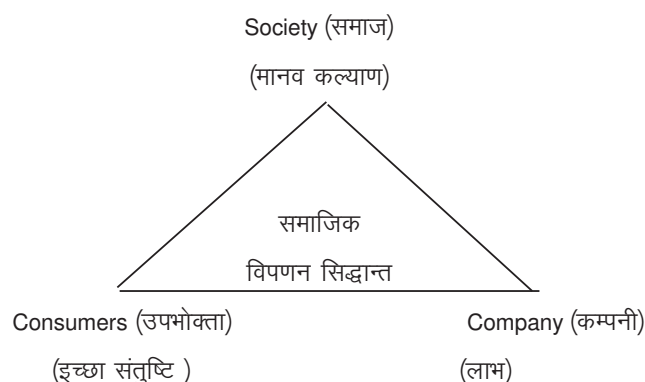 Society (समाज)
(मानव कल्याण)
समाजिक
विपणन सिद्धान्त
Consumers (उपभोक्ता)
Company (कम्पनी)
(इच्छा संतुष्टि )
(लाभ)